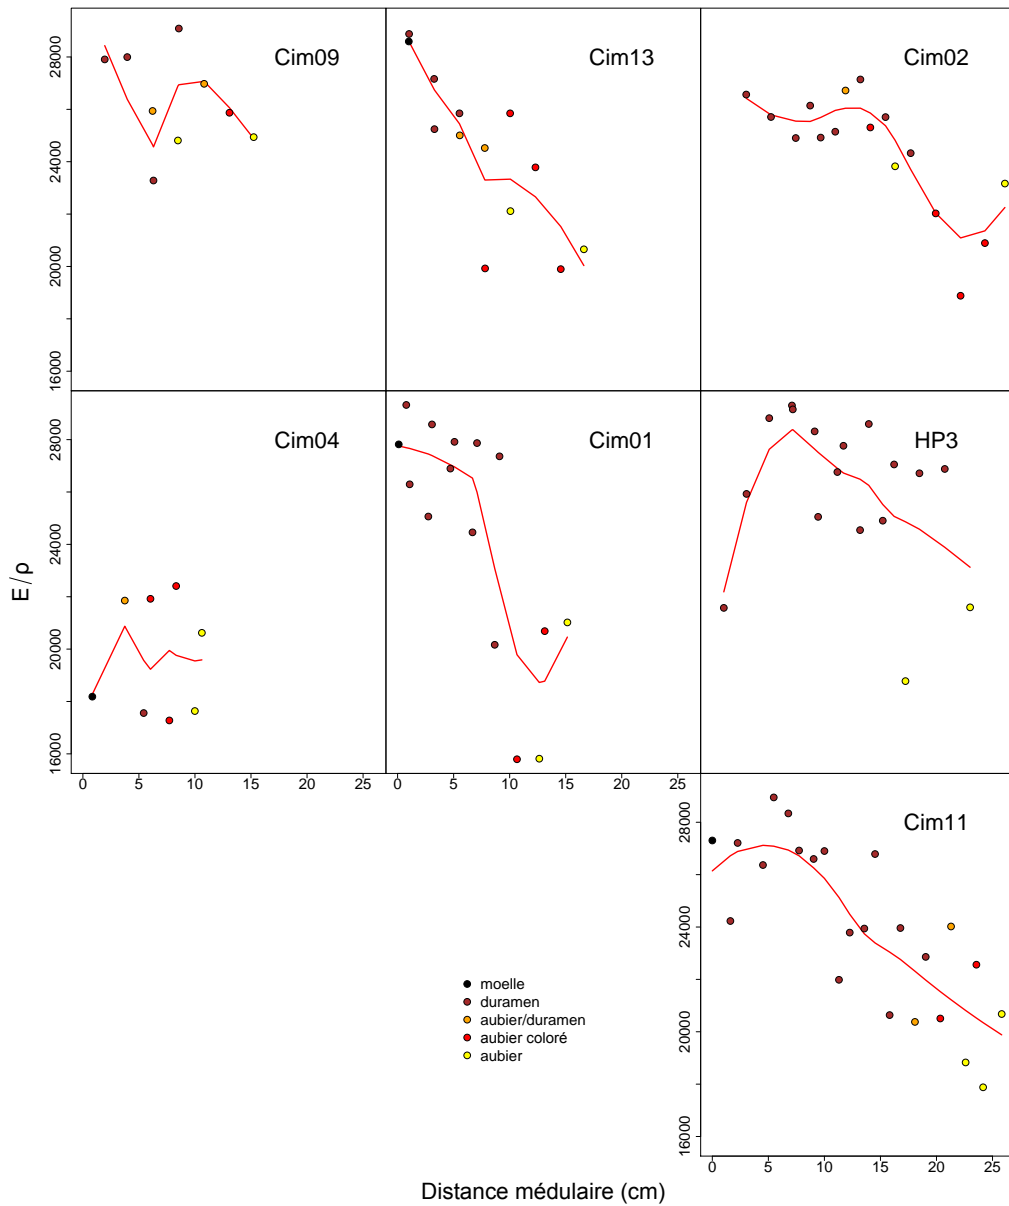 Cim09
Cim13
Cim02
28000
24000
20000
16000
Cim04
Cim01
HP3
28000
24000
20000
16000
E/ρ
0 5 10 15 20 25
0 5 10 15 20 25
Cim11
28000
24000
20000
16000
moelle
duramen
aubier/duramen
aubier coloré
aubier
0 5 10 15 20 25
Distance médulaire (cm)